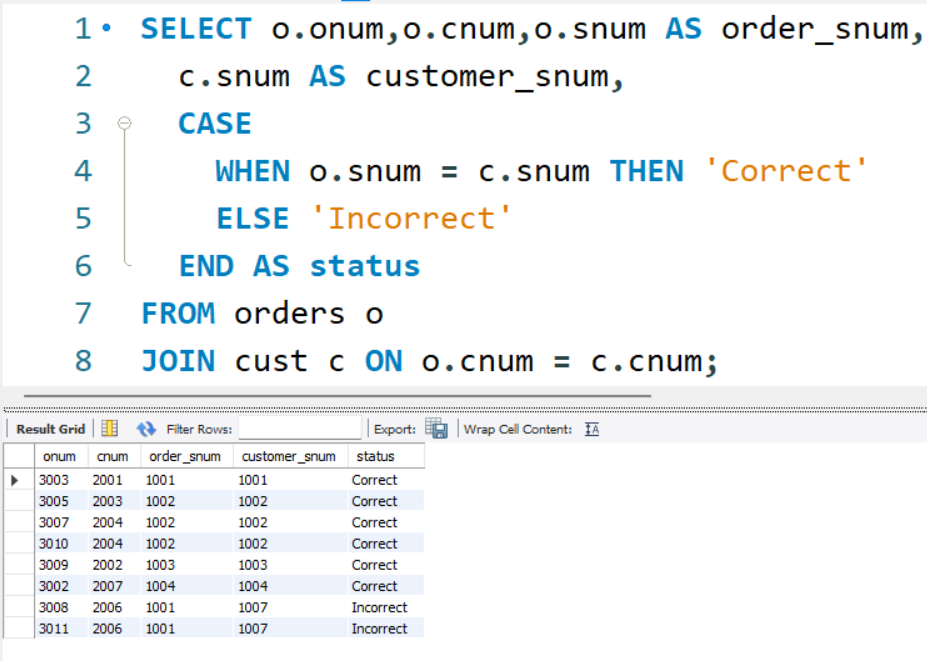 1 SELECT o.onum,o.cnum,o.snum AS order_snum,
2 c.snum AS customer_snum,
3 CASE
4 WHEN o.snum = c.snum THEN 'Correct'
5 ELSE 'Incorrect'
6 END AS status
7 FROM orders o
8 JOIN cust c ON o.cnum = c.cnum;
Result Grid Filter Rows: Export: Wrap Cell Content: IA
onum cnum order_snum customer_snum status
3003 2001 1001 1001 Correct
3005 2003 1002 1002 Correct
3007 2004 1002 1002 Correct
3010 2004 1002 1002 Correct
3009 2002 1003 1003 Correct
3002 2007 1004 1004 Correct
3008 2006 1001 1007 Incorrect
3011 2006 1001 1007 Incorrect